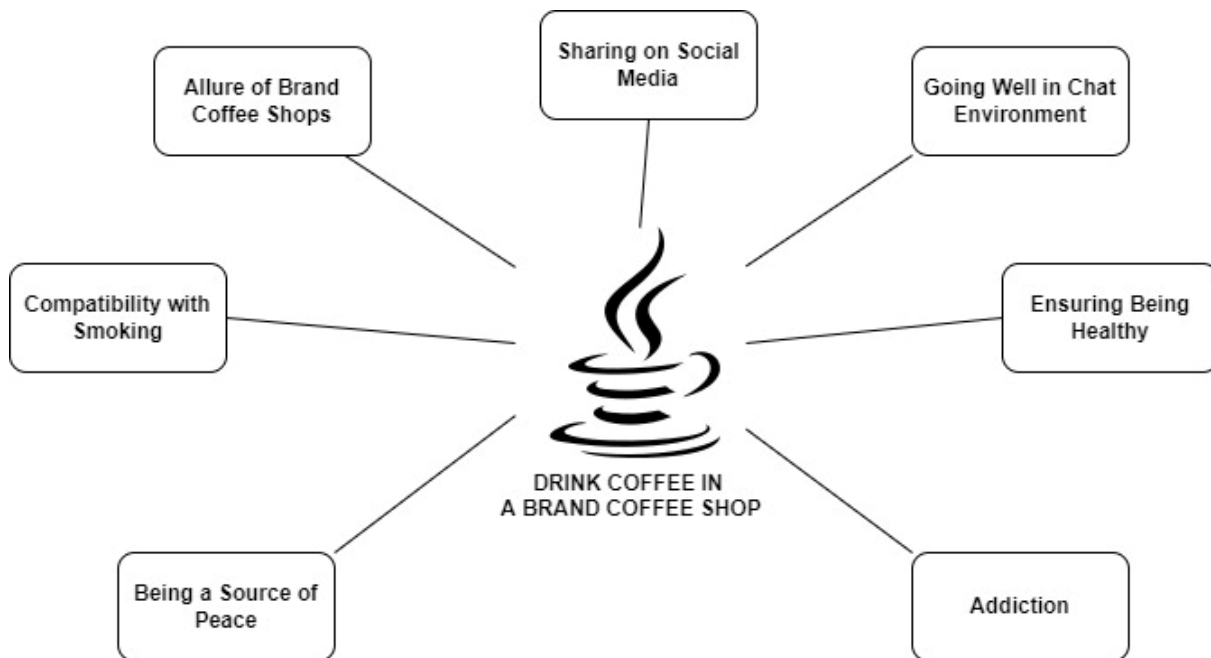 Sharing on Social
Media
Allure of Brand
Coffee Shops
Going Well in Chat
Environment
Compatibility with
Smoking
Ensuring Being
Healthy
DRINK COFFEE IN
A BRAND COFFEE SHOP
Being a Source of
Peace
Addiction